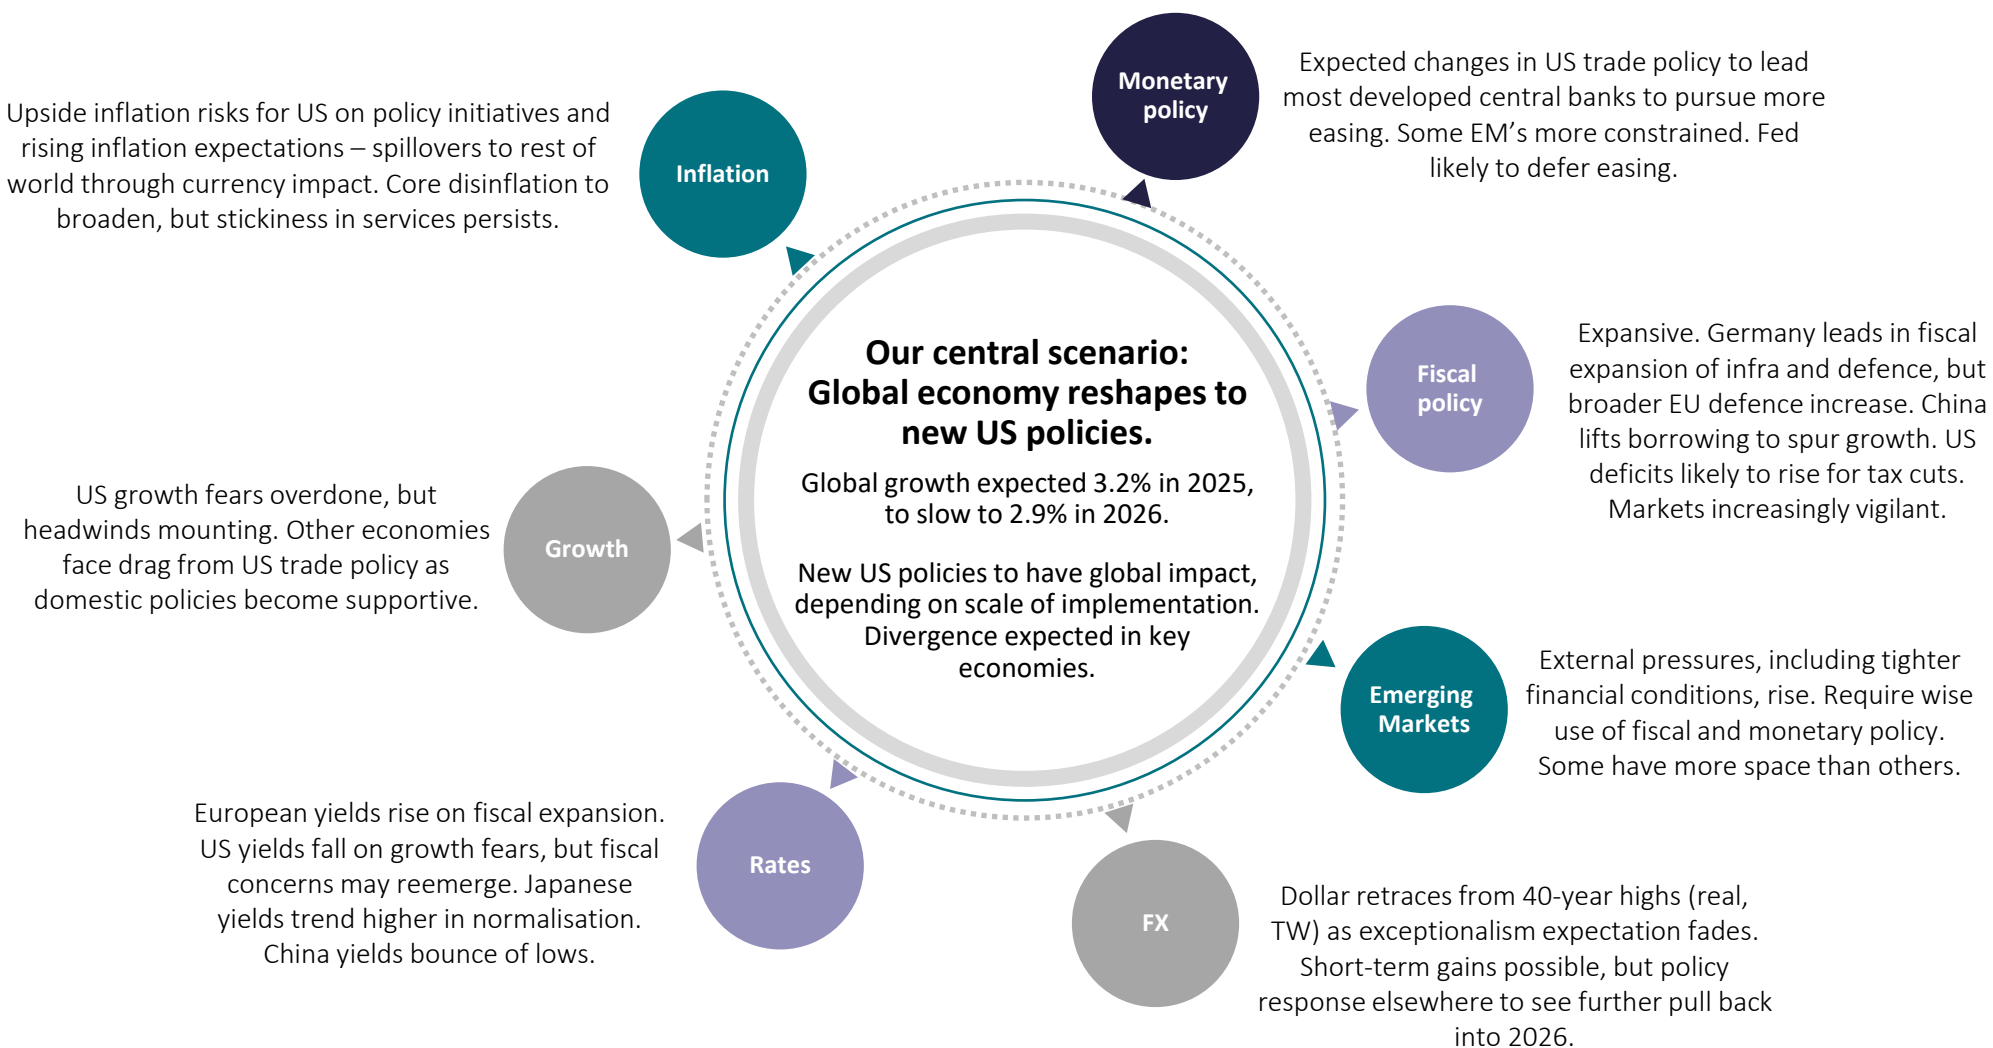 Monetary
policy
Expected changes in US trade policy to lead
most developed central banks to pursue more
easing. Some EM's more constrained. Fed
likely to defer easing.
Upside inflation risks for US on policy initiatives and
rising inflation expectations – spillovers to rest of
world through currency impact. Core disinflation to
broaden, but stickiness in services persists.
Inflation
Our central scenario:
Global economy reshapes to
new US policies.
Global growth expected 3.2% in 2025,
to slow to 2.9% in 2026.
New US policies to have global impact,
depending on scale of implementation.
Divergence expected in key
economies.
Fiscal
policy
Expansive. Germany leads in fiscal
expansion of infra and defence, but
broader EU defence increase. China
lifts borrowing to spur growth. US
deficits likely to rise for tax cuts.
Markets increasingly vigilant.
US growth fears overdone, but
headwinds mounting. Other economies
face drag from US trade policy as
domestic policies become supportive.
Growth
Emerging
Markets
External pressures, including tighter
financial conditions, rise. Require wise
use of fiscal and monetary policy.
Some have more space than others.
European yields rise on fiscal expansion.
US yields fall on growth fears, but fiscal
concerns may reemerge. Japanese
yields trend higher in normalisation.
China yields bounce of lows.
Rates
FX
Dollar retraces from 40-year highs (real,
TW) as exceptionalism expectation fades.
Short-term gains possible, but policy
response elsewhere to see further pull back
into 2026.